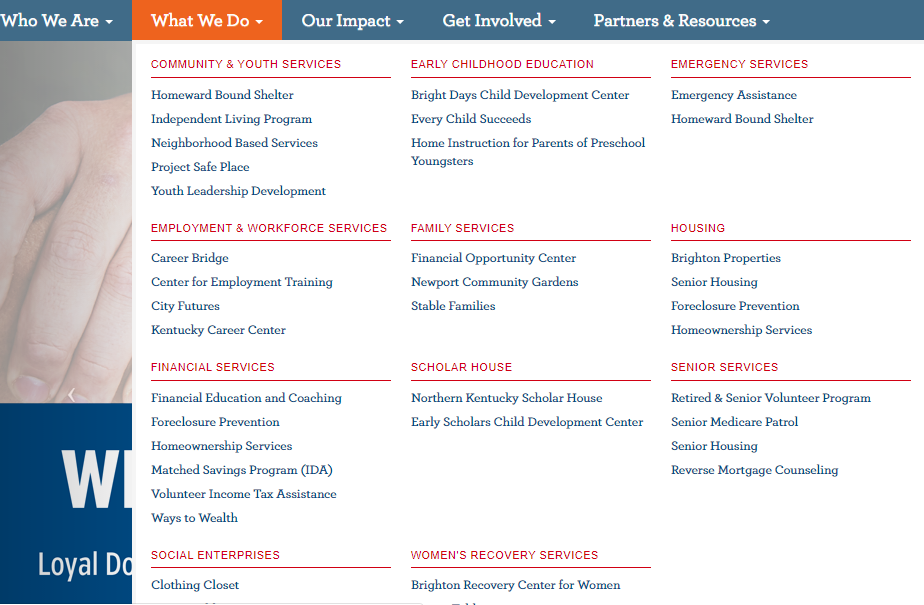 Who We Are What We Do Our Impact Get Involved Partners & Resources
COMMUNITY & YOUTH SERVICES
Homeward Bound Shelter
Independent Living Program
Neighborhood Based Services
Project Safe Place
Youth Leadership Development
EARLY CHILDHOOD EDUCATION
Bright Days Child Development Center
Every Child Succeeds
Home Instruction for Parents of Preschool
Youngsters
EMERGENCY SERVICES
Emergency Assistance
Homeward Bound Shelter
EMPLOYMENT & WORKFORCE SERVICES
Career Bridge
Center for Employment Training
City Futures
Kentucky Career Center
FAMILY SERVICES
Financial Opportunity Center
Newport Community Gardens
Stable Families
HOUSING
Brighton Properties
Senior Housing
Foreclosure Prevention
Homeownership Services
FINANCIAL SERVICES
Financial Education and Coaching
Foreclosure Prevention
Homeownership Services
Matched Savings Program (IDA)
Volunteer Income Tax Assistance
Ways to Wealth
SCHOLAR HOUSE
Northern Kentucky Scholar House
Early Scholars Child Development Center
SENIOR SERVICES
Retired & Senior Volunteer Program
Senior Medicare Patrol
Senior Housing
Reverse Mortgage Counseling
SOCIAL ENTERPRISES
Clothing Closet
WOMEN'S RECOVERY SERVICES
Brighton Recovery Center for Women
Loyal